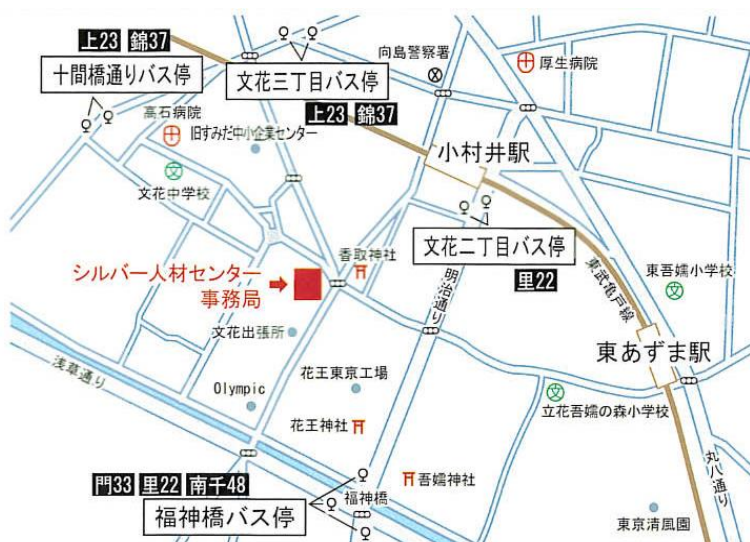 上23 錦37
十間橋通りバス停
文花三丁目バス停
上23 錦37
向島警察署
厚生病院
高石病院
旧すみだ中小企業センター
文花中学校
小村井駅
文花二丁目バス停
里22
香取神社
明治通り
東武亀戸線
東吾嬬小学校
シルバー人材センター
事務局
文花出張所
東あずま駅
浅草通り
Olympic
花王東京工場
立花吾嬬の森小学校
花王神社
丸八通り
門33 里22 南千48
福神橋バス停
福神橋
吾嬬神社
東京清風園